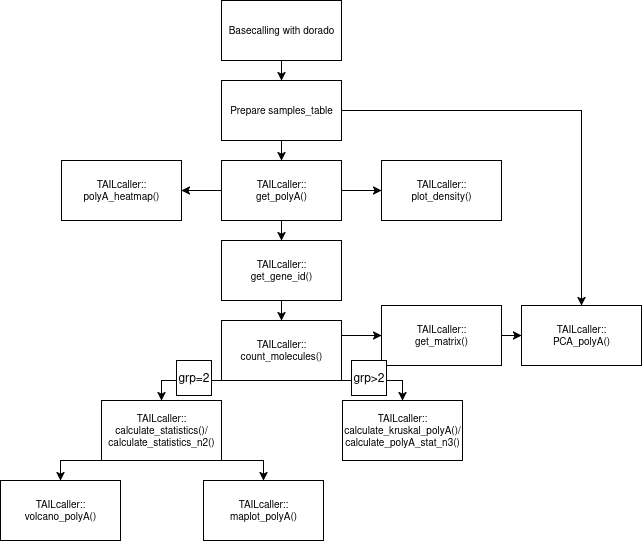 Basecalling with dorado
Prepare samples_table
TAILcaller::
polyA_heatmap()
TAILcaller::
get_polyA()
TAILcaller::
plot_density()
TAILcaller::
get_gene_id()
TAILcaller::
count_molecules()
TAILcaller::
get_matrix()
TAILcaller::
PCA_polyA()
grp=2
grp>2
TAILcaller::
calculate_statistics()/
calculate_statistics_n2()
TAILcaller::
calculate_kruskal_polyA()/
calculate_polyA_stat_n3()
TAILcaller::
volcano_polyA()
TAILcaller::
maplot_polyA()